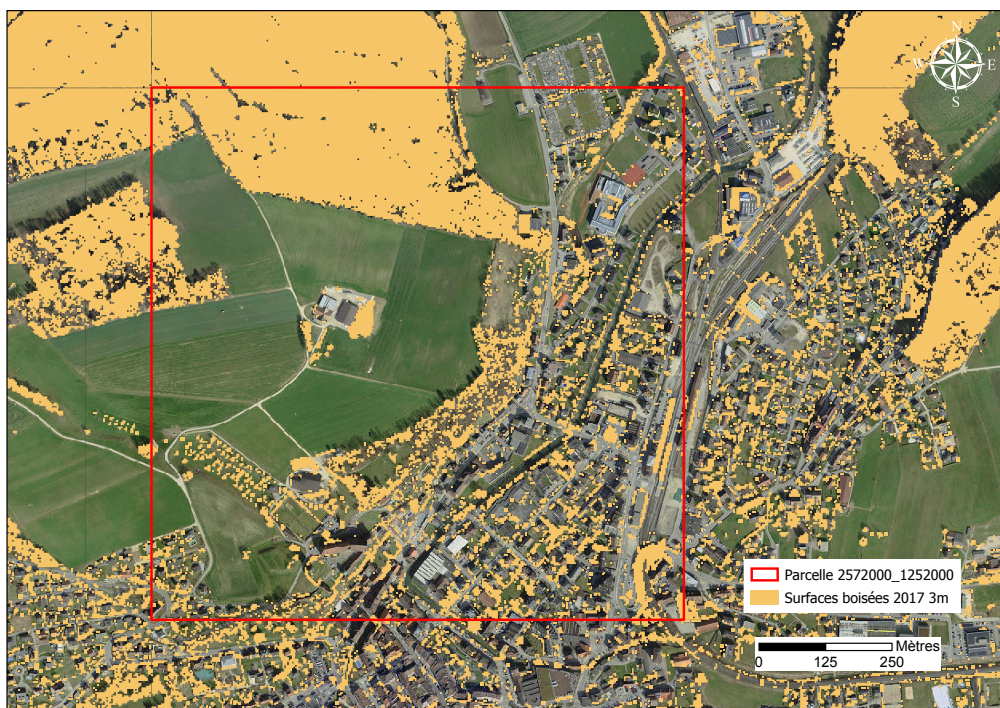 N
W E
S
Parcelle 2572000_1252000
Surfaces boisées 2017 3m
Mètres
0 125 250